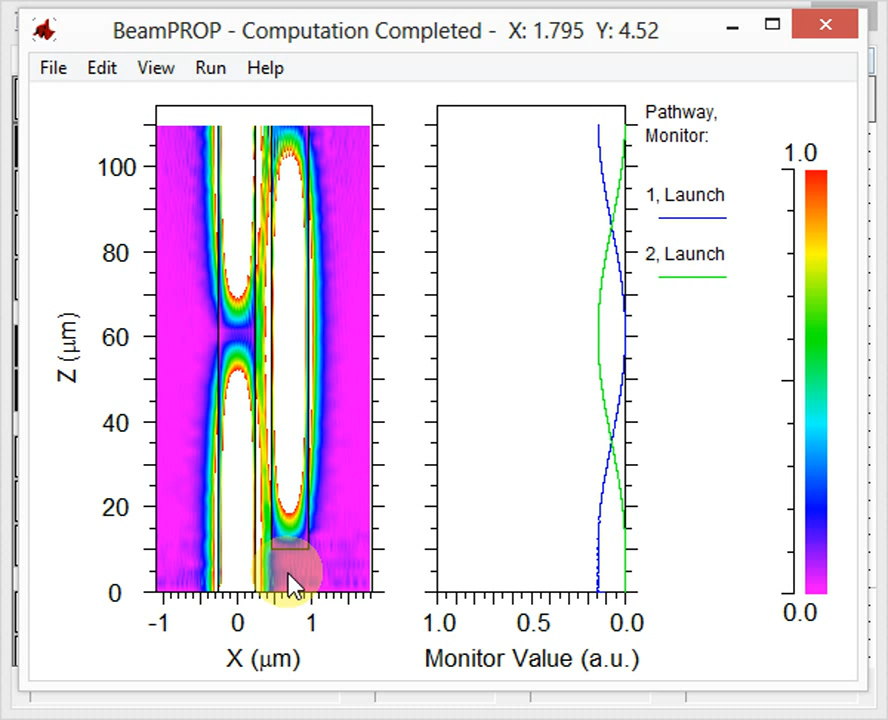 BeamPROP - Computation Completed - X: 1.795 Y: 4.52
File Edit View Run Help
Pathway,
Monitor:
1, Launch
2, Launch
1.0
0.0
100
80
60
40
20
0
Z (μm)
-1 0 1
X (μm)
1.0 0.5 0.0
Monitor Value (a.u.)